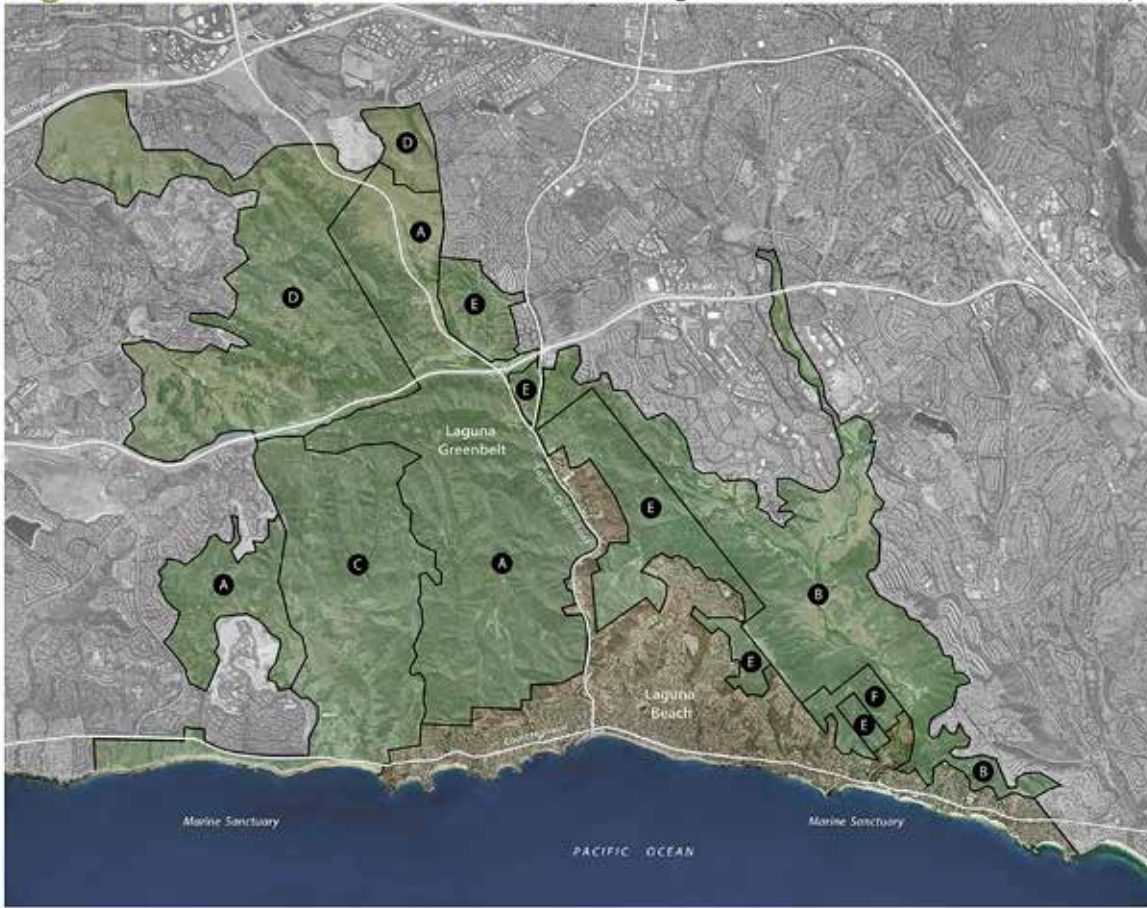 D
A
E
D
E
Laguna
Greenbelt
E
A
C
A
B
E
F
Laguna
Beach
E
B
Marine Sanctuary
Marine Sanctuary
PACIFIC OCEAN